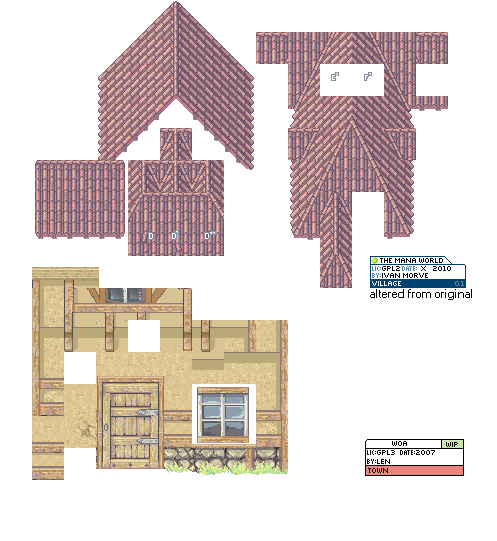 E" F"
D D' D"
THE MANA WORLD
LIC:GPL2 DATE: X 2010
BY:IVAN MORVE
VILLAGE 0.1
altered from original
WOA WIP
LIC:GPL3 DATE:2007
BY:LEN
TOWN